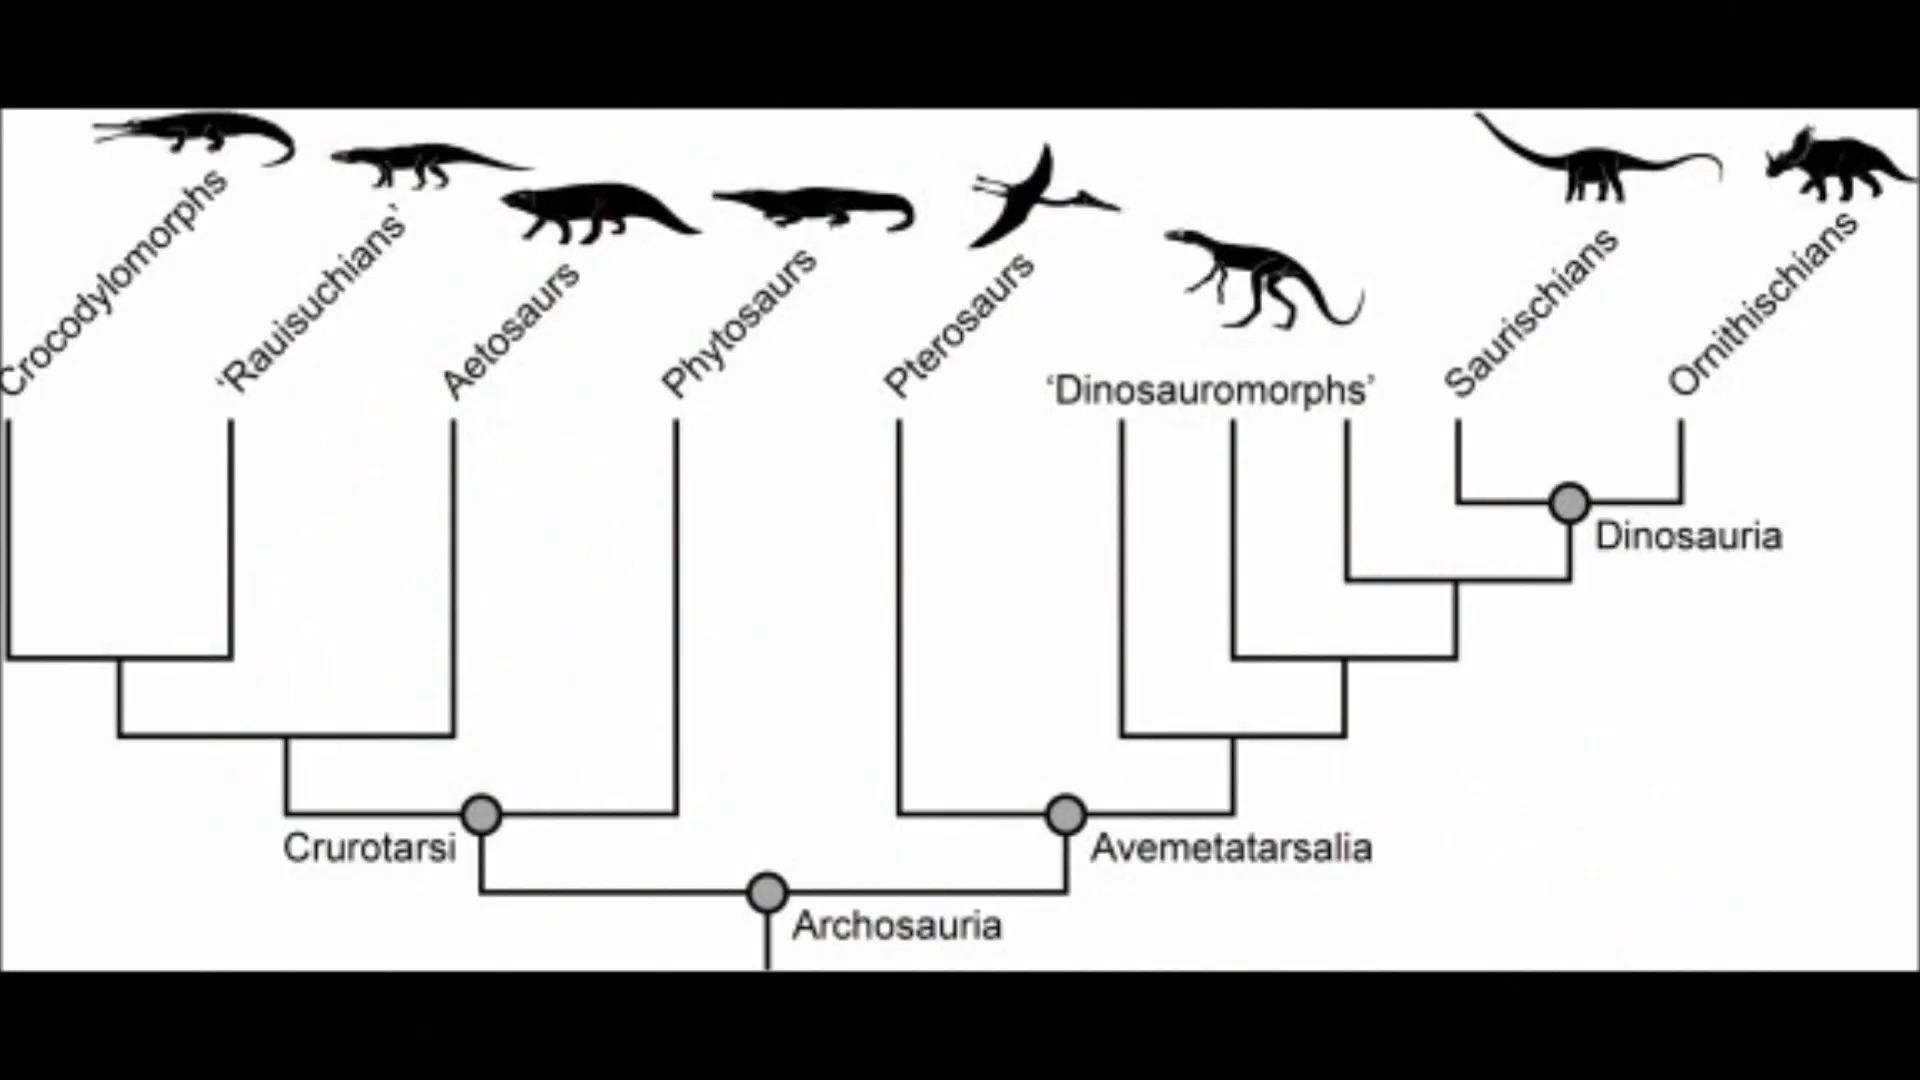 Crocodylomorphs
‘Rauisuchians’
Aetosaurs
Phytosaurs
Pterosaurs
‘Dinosauromorphs’
Saurischians
Ornithischians
Dinosauria
Crurotarsi
Avemetatarsalia
Archosauria